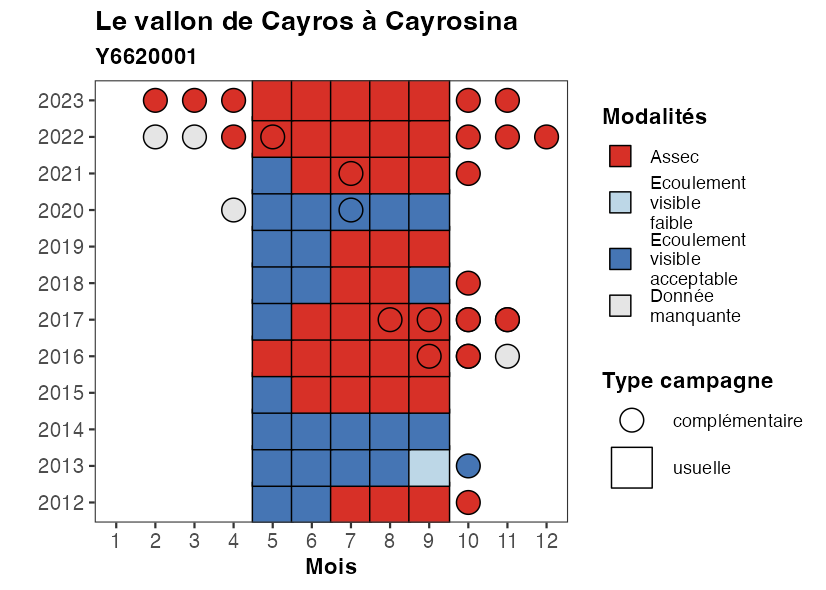 Le vallon de Cayros à Cayrosina
Y6620001
2023
2022
2021
2020
2019
2018
2017
2016
2015
2014
2013
2012
1 2 3 4 5 6 7 8 9 10 11 12
Mois
Modalités
Assec
Ecoulement
visible
faible
Ecoulement
visible
acceptable
Donnée
manquante
Type campagne
complémentaire
usuelle